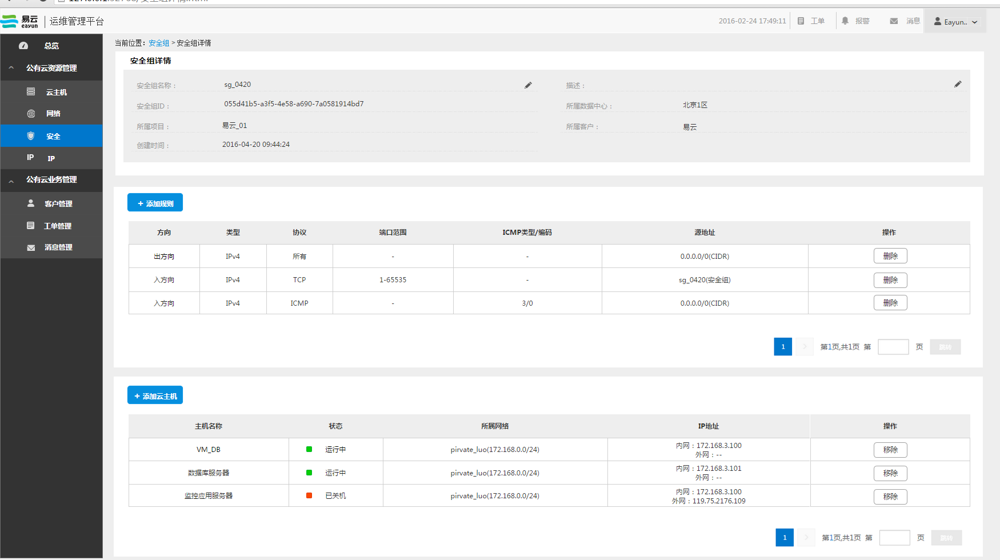 易云
eayun
运维管理平台
2016-02-24 17:49:11
工单
报警
消息
Eayun..
总览
公有云资源管理
云主机
网络
安全
IP
IP
公有云业务管理
客户管理
工单管理
消息管理
当前位置：安全组 > 安全组详情
安全组详情
安全组名称： sg_0420
描述：
安全组ID： 055d41b5-a3f5-4e58-a690-7a0581914bd7
所属数据中心： 北京1区
所属项目： 易云_01
所属客户： 易云
创建时间： 2016-04-20 09:44:24
+ 添加规则
方向 类型 协议 端口范围 ICMP类型/编码 源地址 操作
出方向 IPv4 所有 - - 0.0.0.0/0(CIDR) 删除
入方向 IPv4 TCP 1-65535 - sg_0420(安全组) 删除
入方向 IPv4 ICMP - 3/0 0.0.0.0/0(CIDR) 删除
1 > 第1页,共1页 第 页 跳转
+ 添加云主机
主机名称 状态 所属网络 IP地址 操作
VM_DB 运行中 pirvate_luo(172.168.0.0/24) 内网：172.168.3.100 移除
外网：--
数据库服务器 运行中 pirvate_luo(172.168.0.0/24) 内网：172.168.3.101 移除
外网：--
监控应用服务器 已关机 pirvate_luo(172.168.0.0/24) 内网：172.168.3.100 移除
外网：119.75.2176.109
1 > 第1页,共1页 第 页 跳转